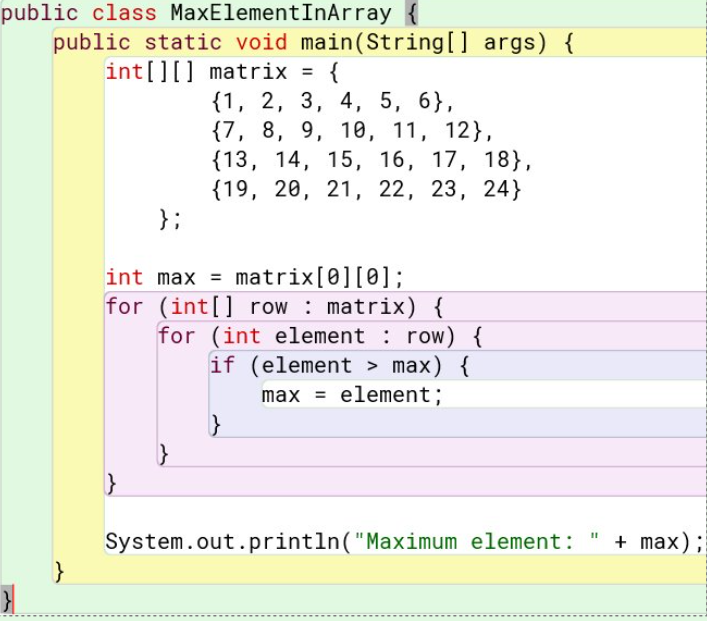 public class MaxElementInArray {
    public static void main(String[] args) {
        int[][] matrix = {
                {1, 2, 3, 4, 5, 6},
                {7, 8, 9, 10, 11, 12},
                {13, 14, 15, 16, 17, 18},
                {19, 20, 21, 22, 23, 24}
            };

        int max = matrix[0][0];
        for (int[] row : matrix) {
            for (int element : row) {
                if (element > max) {
                    max = element;
                }
            }
        }

        System.out.println("Maximum element: " + max);
    }
}